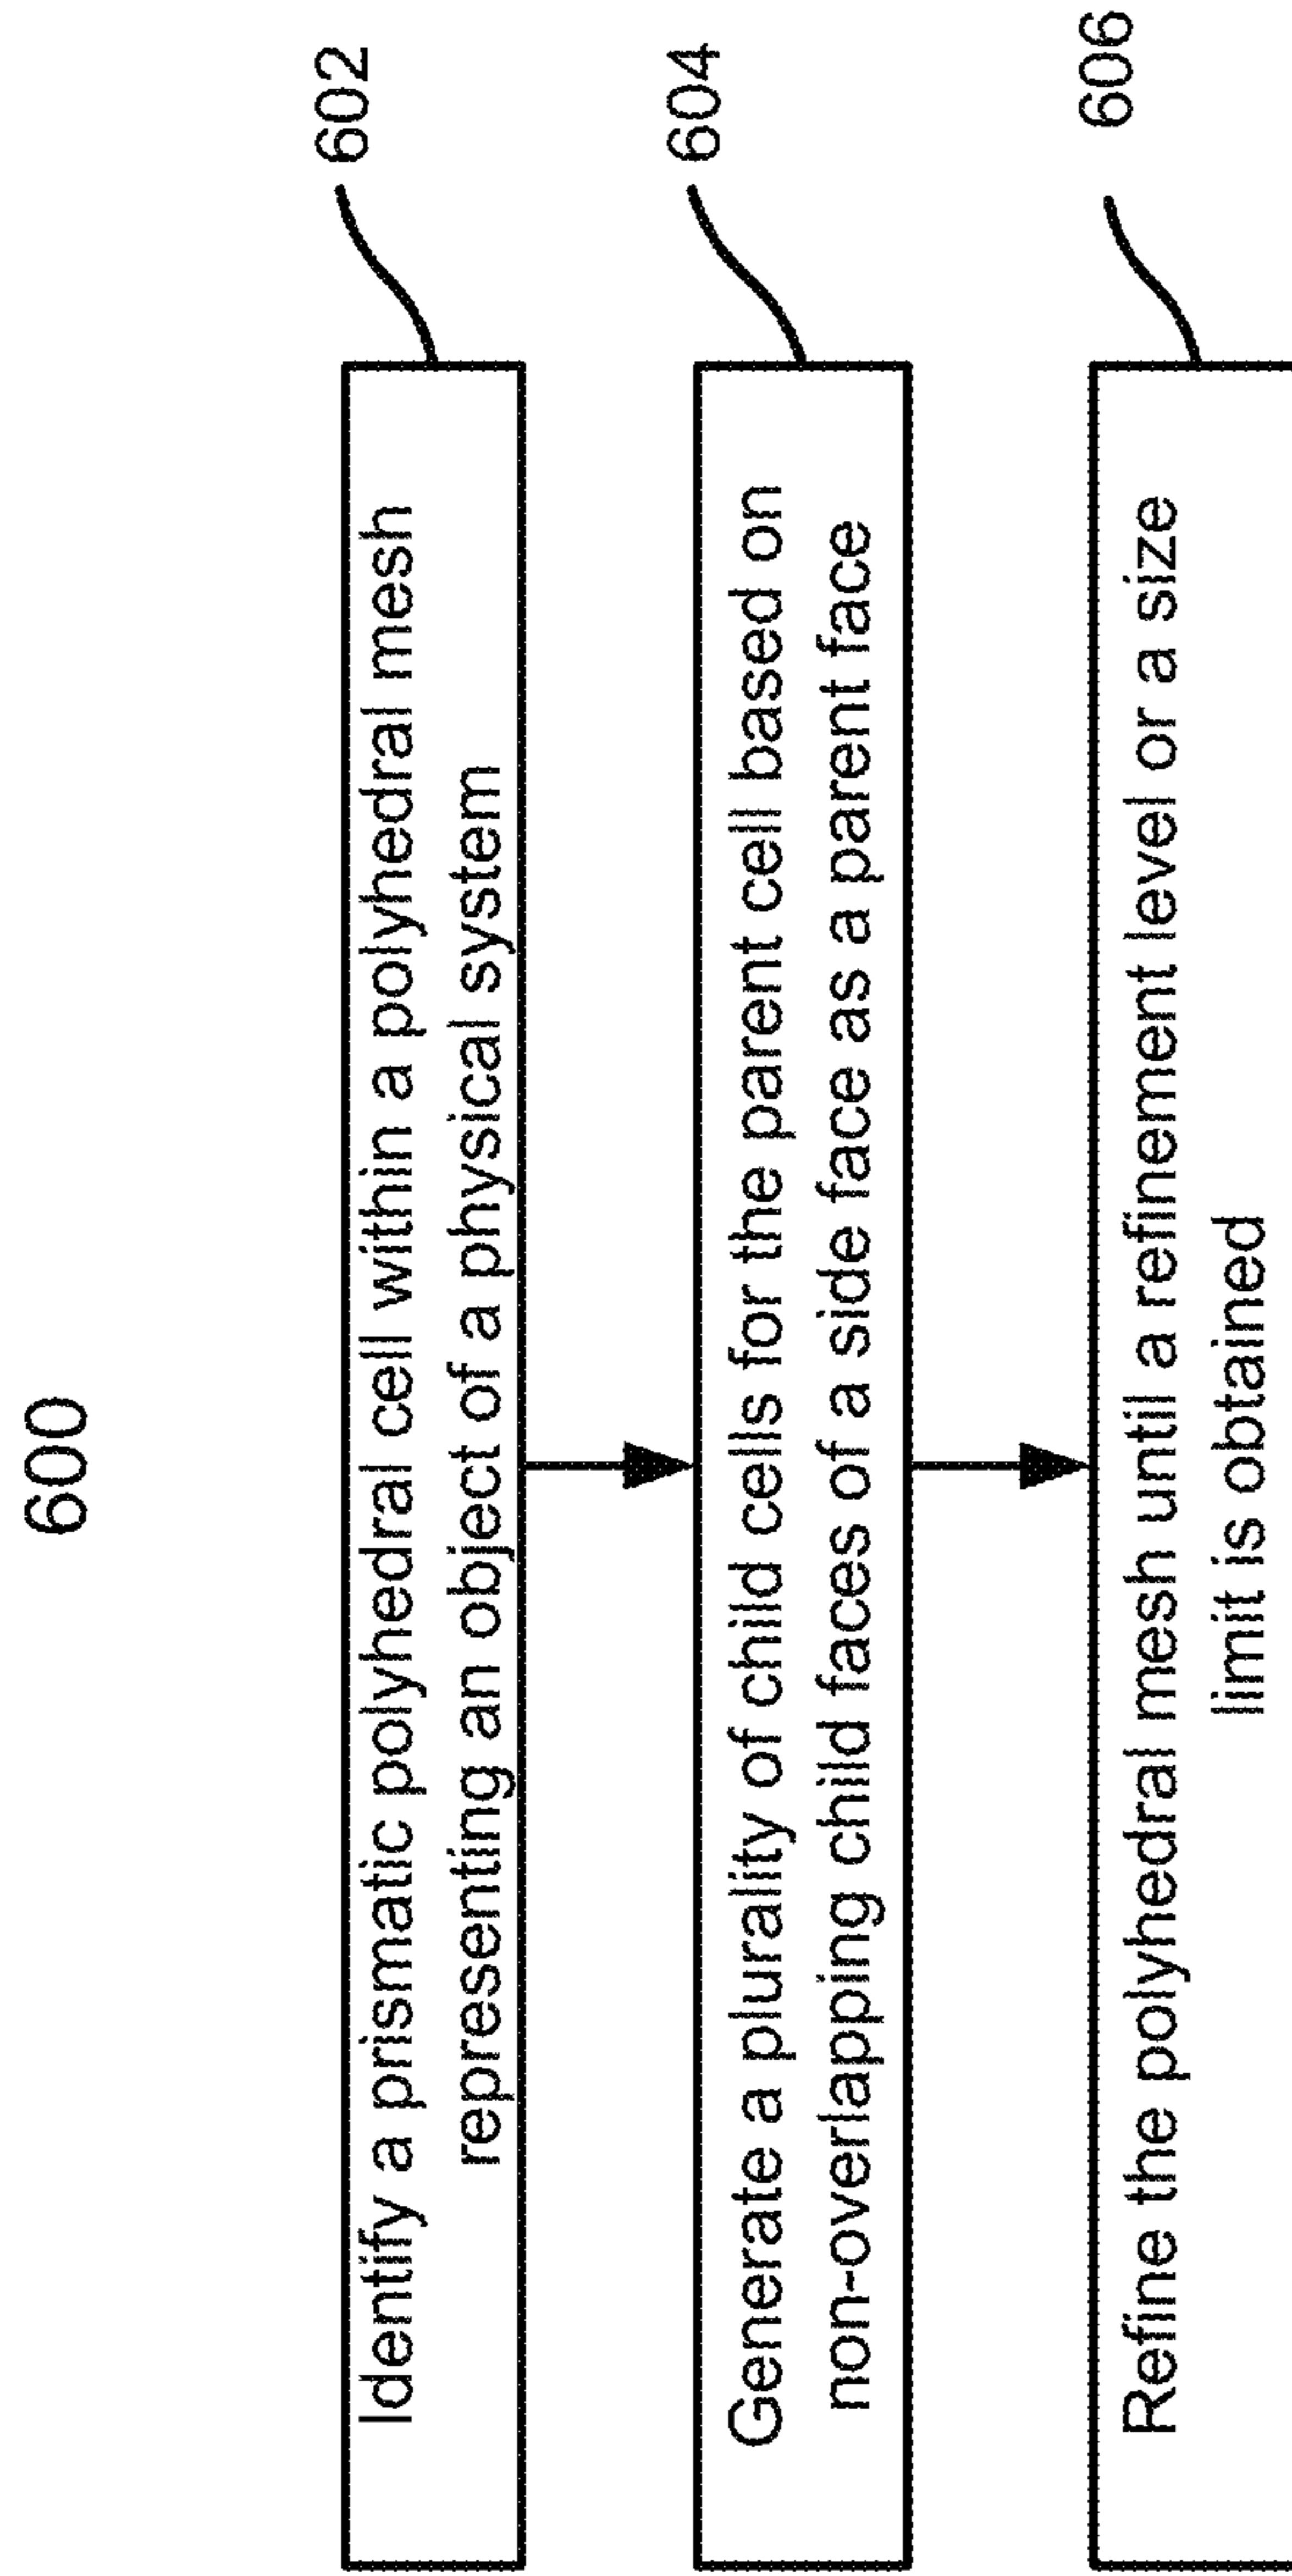 600
Identify a prismatic polyhedral cell within a polyhedral mesh
representing an object of a physical system
602
Generate a plurality of child cells for the parent cell based on
non-overlapping child faces of a side face as a parent face
604
Refine the polyhedral mesh until a refinement level or a size
limit is obtained
606